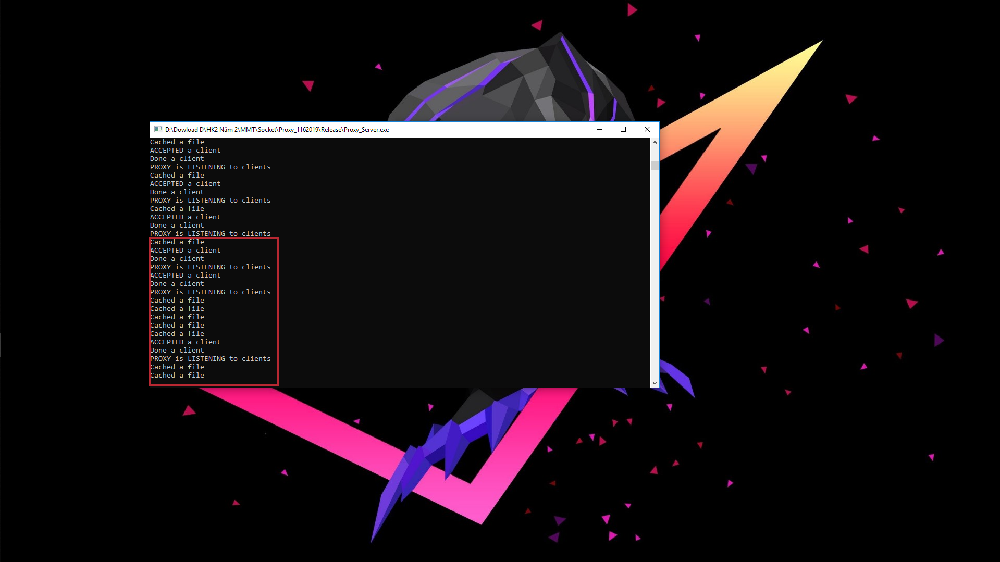 D:\Dowload D\HK2 Năm 2\MMT\Socket\Proxy_1162019\Release\Proxy_Server.exe
Cached a file
ACCEPTED a client
Done a client
PROXY is LISTENING to clients
Cached a file
ACCEPTED a client
Done a client
PROXY is LISTENING to clients
Cached a file
ACCEPTED a client
Done a client
PROXY is LISTENING to clients
Cached a file
ACCEPTED a client
Done a client
PROXY is LISTENING to clients
ACCEPTED a client
Done a client
PROXY is LISTENING to clients
Cached a file
Cached a file
Cached a file
Cached a file
Cached a file
ACCEPTED a client
Done a client
PROXY is LISTENING to clients
Cached a file
Cached a file